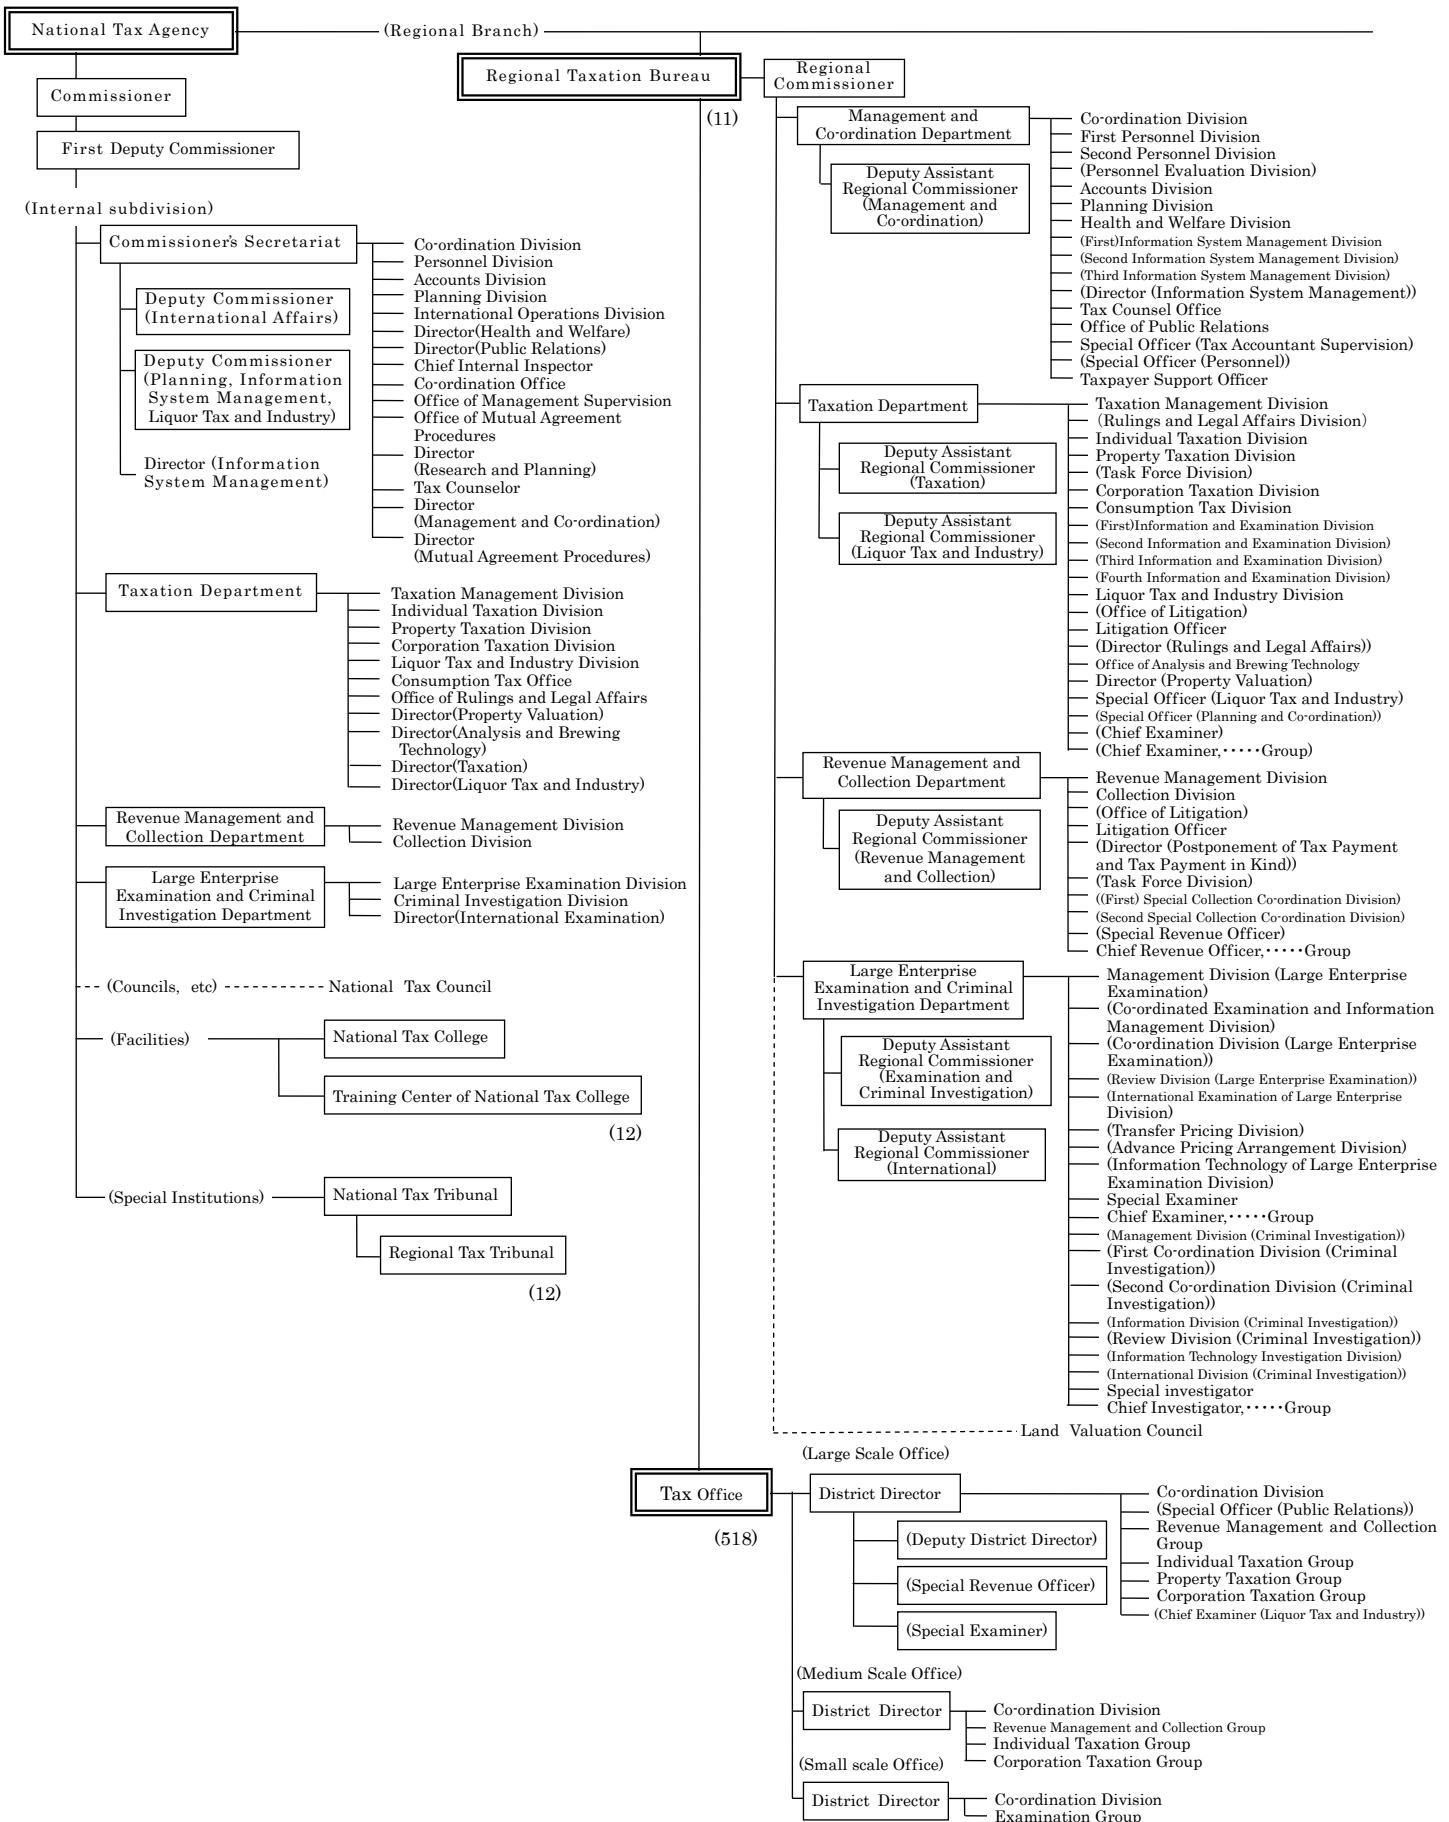 National Tax Agency
(Regional Branch)
Commissioner
First Deputy Commissioner
(Internal subdivision)
Commissioner's Secretariat
Deputy Commissioner
(International Affairs)
Deputy Commissioner
(Planning, Information
System Management,
Liquor Tax and Industry)
Director (Information
System Management)
Co-ordination Division
Personnel Division
Accounts Division
Planning Division
International Operations Division
Director(Health and Welfare)
Director(Public Relations)
Chief Internal Inspector
Co-ordination Office
Office of Management Supervision
Office of Mutual Agreement
Procedures
Director
(Research and Planning)
Tax Counselor
Director
(Management and Co-ordination)
Director
(Mutual Agreement Procedures)
Taxation Department
Taxation Management Division
Individual Taxation Division
Property Taxation Division
Corporation Taxation Division
Liquor Tax and Industry Division
Consumption Tax Office
Office of Rulings and Legal Affairs
Director(Property Valuation)
Director(Analysis and Brewing
Technology)
Director(Taxation)
Director(Liquor Tax and Industry)
Revenue Management and
Collection Department
Revenue Management Division
Collection Division
Large Enterprise
Examination and Criminal
Investigation Department
Large Enterprise Examination Division
Criminal Investigation Division
Director(International Examination)
(Councils, etc)
National Tax Council
(Facilities)
National Tax College
Training Center of National Tax College
(12)
(Special Institutions)
National Tax Tribunal
Regional Tax Tribunal
(12)
Regional Taxation Bureau
(11)
Regional
Commissioner
Management and
Co-ordination Department
Deputy Assistant
Regional Commissioner
(Management and
Co-ordination)
Co-ordination Division
First Personnel Division
Second Personnel Division
(Personnel Evaluation Division)
Accounts Division
Planning Division
Health and Welfare Division
(First)Information System Management Division
(Second Information System Management Division)
(Third Information System Management Division)
(Director (Information System Management))
Tax Counsel Office
Office of Public Relations
Special Officer (Tax Accountant Supervision)
(Special Officer (Personnel))
Taxpayer Support Officer
Taxation Department
Deputy Assistant
Regional Commissioner
(Taxation)
Deputy Assistant
Regional Commissioner
(Liquor Tax and Industry)
Taxation Management Division
(Rulings and Legal Affairs Division)
Individual Taxation Division
Property Taxation Division
(Task Force Division)
Corporation Taxation Division
Consumption Tax Division
(First)Information and Examination Division
(Second Information and Examination Division)
(Third Information and Examination Division)
(Fourth Information and Examination Division)
Liquor Tax and Industry Division
(Office of Litigation)
Litigation Officer
(Director (Rulings and Legal Affairs))
Office of Analysis and Brewing Technology
Director (Property Valuation)
Special Officer (Liquor Tax and Industry)
(Special Officer (Planning and Co-ordination))
(Chief Examiner)
(Chief Examiner,·····Group)
Revenue Management and
Collection Department
Deputy Assistant
Regional Commissioner
(Revenue Management
and Collection)
Revenue Management Division
Collection Division
(Office of Litigation)
Litigation Officer
(Director (Postponement of Tax Payment
and Tax Payment in Kind))
(Task Force Division)
((First) Special Collection Co-ordination Division)
(Second Special Collection Co-ordination Division)
(Special Revenue Officer)
Chief Revenue Officer,·····Group
Large Enterprise
Examination and Criminal
Investigation Department
Deputy Assistant
Regional Commissioner
(Examination and
Criminal Investigation)
Deputy Assistant
Regional Commissioner
(International)
Management Division (Large Enterprise
Examination)
(Co-ordinated Examination and Information
Management Division)
(Co-ordination Division (Large Enterprise
Examination))
(Review Division (Large Enterprise Examination))
(International Examination of Large Enterprise
Division)
(Transfer Pricing Division)
(Advance Pricing Arrangement Division)
(Information Technology of Large Enterprise
Examination Division)
Special Examiner
Chief Examiner,·····Group
(Management Division (Criminal Investigation))
(First Co-ordination Division (Criminal
Investigation))
(Second Co-ordination Division (Criminal
Investigation))
(Information Division (Criminal Investigation))
(Review Division (Criminal Investigation))
(Information Technology Investigation Division)
(International Division (Criminal Investigation))
Special investigator
Chief Investigator,·····Group
Land Valuation Council
Tax Office
(518)
(Large Scale Office)
District Director
(Deputy District Director)
(Special Revenue Officer)
(Special Examiner)
Co-ordination Division
(Special Officer (Public Relations))
Revenue Management and Collection
Group
Individual Taxation Group
Property Taxation Group
Corporation Taxation Group
(Chief Examiner (Liquor Tax and Industry))
(Medium Scale Office)
District Director
Co-ordination Division
Revenue Management and Collection Group
Individual Taxation Group
Corporation Taxation Group
(Small scale Office)
District Director
Co-ordination Division
Examination Group